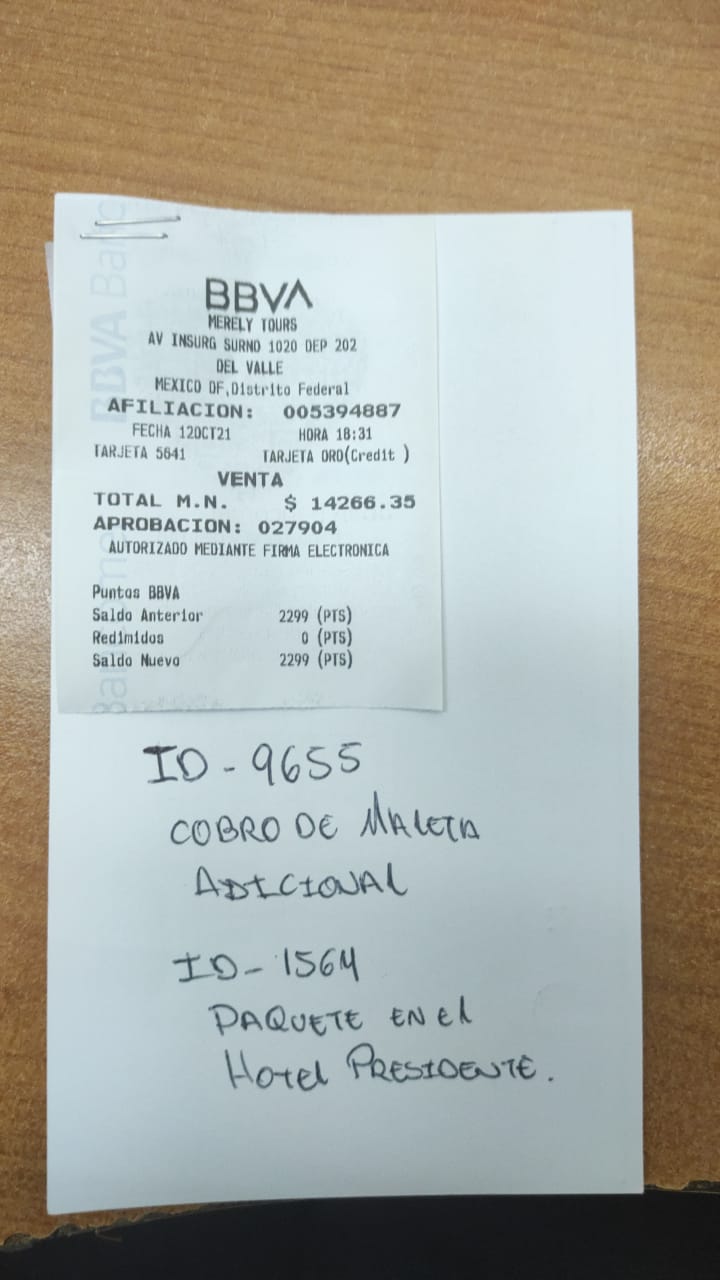 BBVA
MERELY TOURS
AV INSURG SURNO 1020 DEP 202
DEL VALLE
MEXICO DF,Distrito Federal
AFILIACION: 005394887
FECHA 12OCT21 HORA 18:31
TARJETA 5641 TARJETA ORO(Credit )
VENTA
TOTAL M.N. $ 14266.35
APROBACION: 027904
AUTORIZADO MEDIANTE FIRMA ELECTRONICA
Puntos BBVA
Saldo Anterior 2299 (PTS)
Redimidos 0 (PTS)
Saldo Nuevo 2299 (PTS)
ID-9655
COBRO DE MALETA
ADICIONAL
ID-1564
PAQUETE EN El
HOTEL PRESIDENTE.